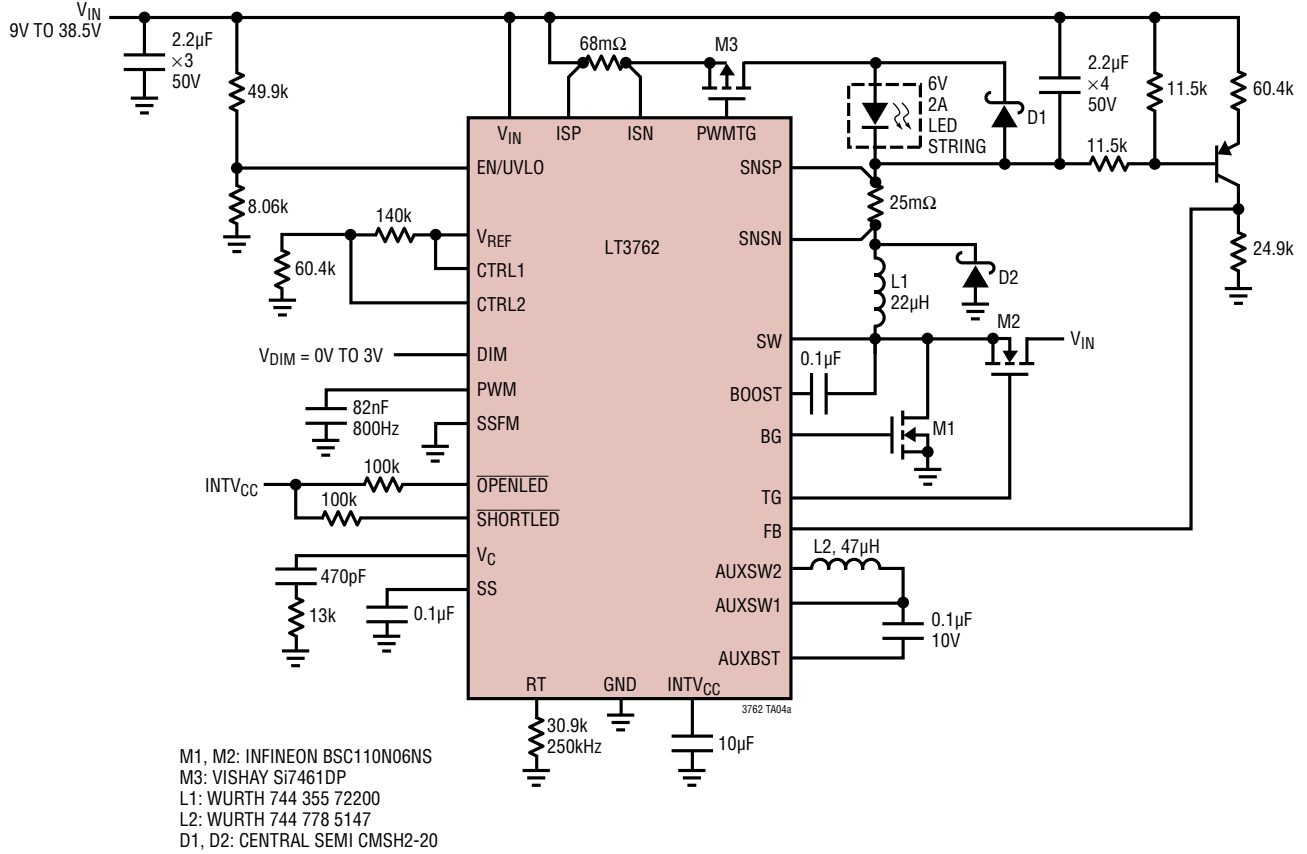 VIN
9V TO 38.5V
2.2µF
×3
50V
49.9k
8.06k
68mΩ
M3
6V
2A
LED
STRING
D1
2.2µF
×4
50V
11.5k
60.4k
11.5k
24.9k
VIN
ISP
ISN
PWMTG
EN/UVLO
SNSP
25mΩ
SNSN
140k
VREF
60.4k
CTRL1
CTRL2
LT3762
L1
22µH
D2
M2
VIN
SW
VDIM = 0V TO 3V
DIM
0.1µF
BOOST
PWM
82nF
800Hz
SSFM
BG
M1
INTVCC
100k
OPENLED
100k
SHORTLED
TG
FB
VC
470pF
13k
SS
0.1µF
L2, 47µH
AUXSW2
AUXSW1
0.1µF
10V
AUXBST
RT
GND
INTVCC
3762 TA04a
30.9k
250kHz
10µF
M1, M2: INFINEON BSC110N06NS
M3: VISHAY Si7461DP
L1: WURTH 744 355 72200
L2: WURTH 744 778 5147
D1, D2: CENTRAL SEMI CMSH2-20